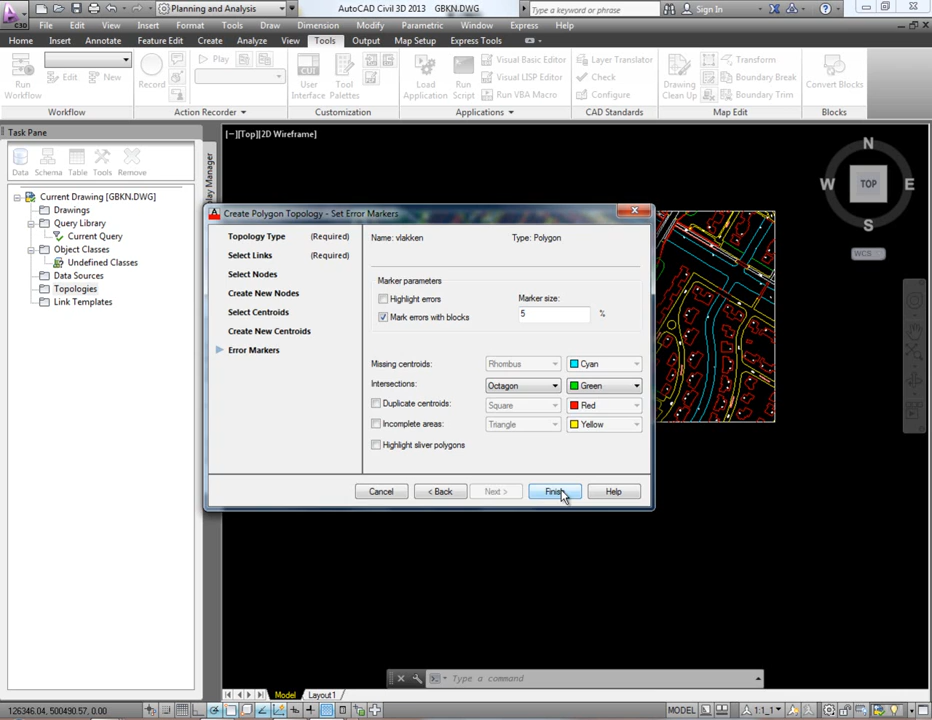 Planning and Analysis
AutoCAD Civil 3D 2013 GBKN.DWG
Type a keyword or phrase
Sign In
C3D
File Edit View Insert Format Tools Draw Dimension Modify Parametric Window Express Help
Home Insert Annotate Feature Edit Create Analyze View Tools Output Map Setup Express Tools
Run Workflow
Edit
New
Workflow
Record
Play
Action Recorder
User Interface
Tool Palettes
Customization
Load Application
Run Script
Visual Basic Editor
Visual LISP Editor
Run VBA Macro
Applications
Layer Translator
Check
Configure
CAD Standards
Drawing Clean Up
Transform
Boundary Break
Boundary Trim
Map Edit
Convert Blocks
Blocks
Task Pane
Data Schema Table Tools Remove
Current Drawing [GBKN.DWG]
Drawings
Query Library
Current Query
Object Classes
Undefined Classes
Data Sources
Topologies
Link Templates
[−][Top][2D Wireframe]
N
W TOP E
S
WCS
Create Polygon Topology - Set Error Markers
Topology Type (Required)
Select Links (Required)
Select Nodes
Create New Nodes
Select Centroids
Create New Centroids
Error Markers
Name: vlakken Type: Polygon
Marker parameters
Highlight errors
Mark errors with blocks
Marker size:
5 %
Missing centroids: Rhombus Cyan
Intersections: Octagon Green
Duplicate centroids: Square Red
Incomplete areas: Triangle Yellow
Highlight sliver polygons
Cancel < Back Next > Finish Help
Type a command
Model Layout1
126346.04, 500490.57, 0.00
MODEL
1:1